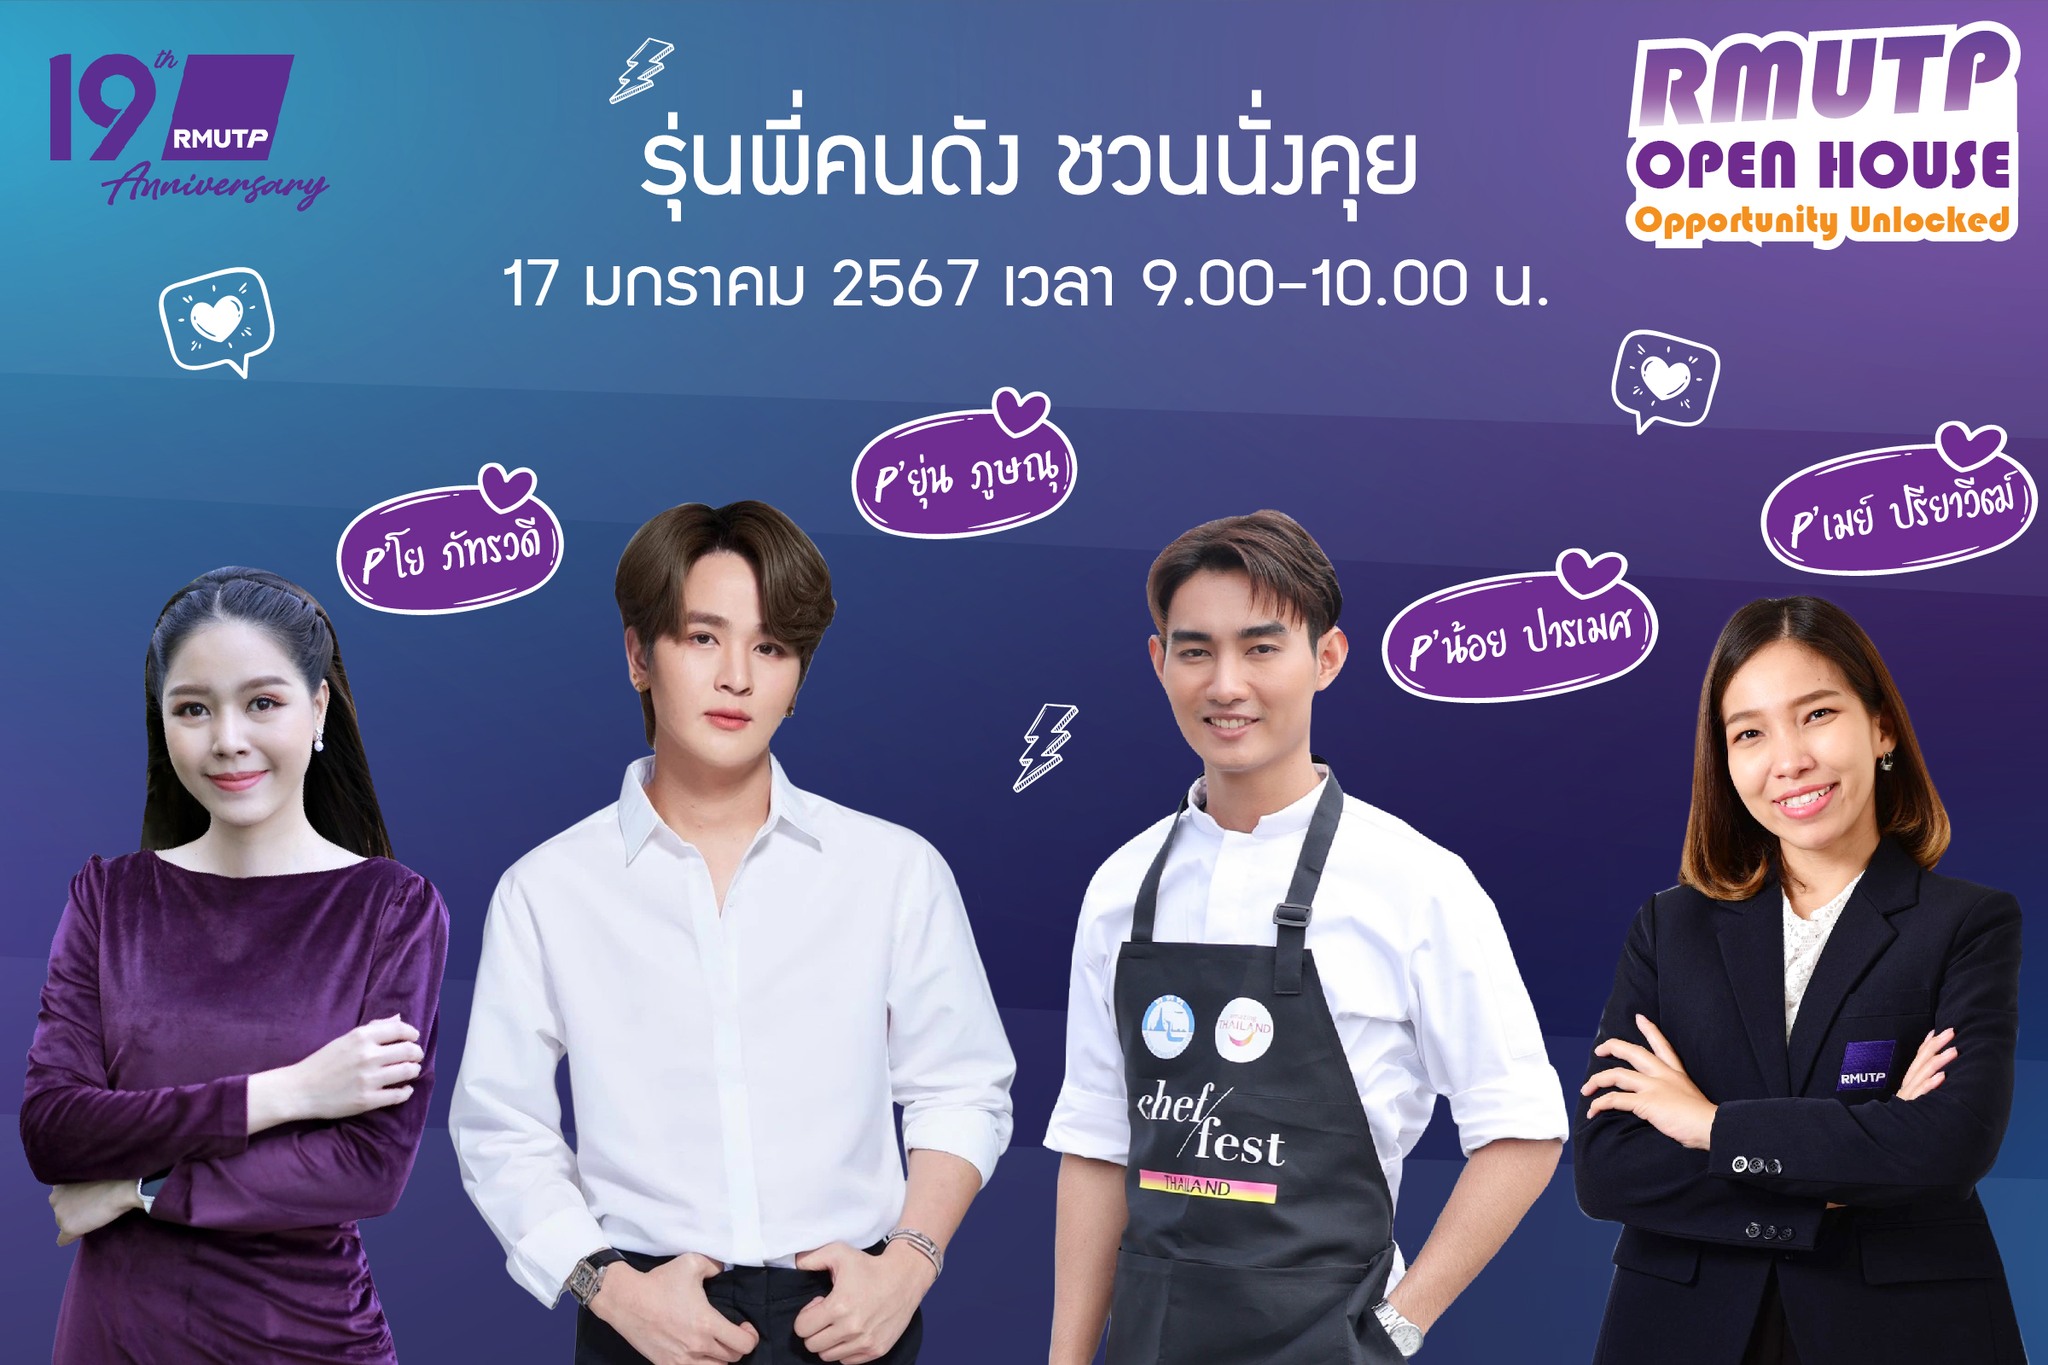 19th
RMUTP
Anniversary
รุ่นพี่คนดัง ชวนนั่งคุย
17 มกราคม 2567 เวลา 9.00-10.00 น.
RMUTP
OPEN HOUSE
Opportunity Unlocked
P'โย ภัทรวดี
P'ยุ่น ภูษณุ
P'น้อย ปารเมศ
P'เมย์ ปรียาวีฒม์
amazing
THAILAND
chef
fest
THAILAND
RMUTP